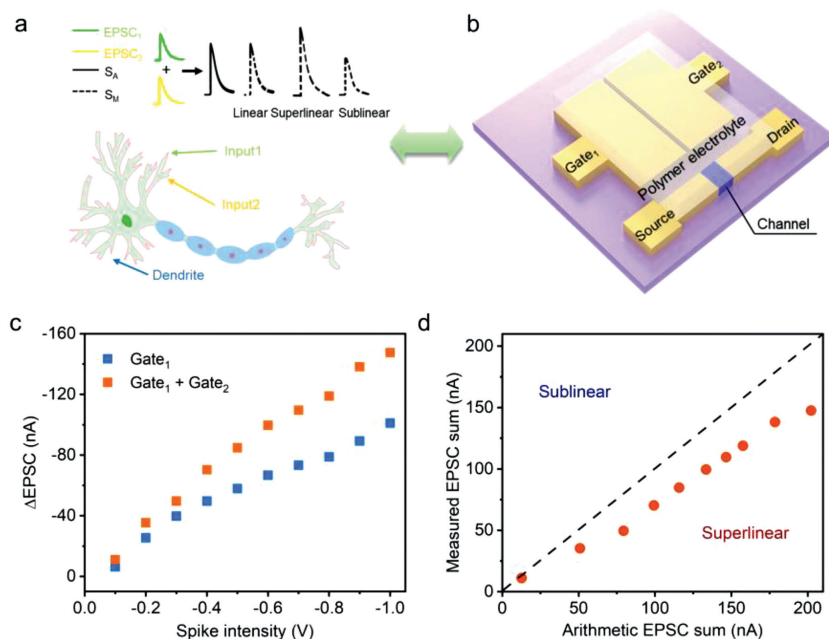 a
EPSC₁
EPSC₂
S_A
S_M
+
Linear Superlinear Sublinear
Input1
Input2
Dendrite
b
Gate₂
Gate₁
Polymer electrolyte
Drain
Source
Channel
c
-160
-120
-80
-40
0
ΔEPSC (nA)
Gate₁
Gate₁ + Gate₂
0.0 -0.2 -0.4 -0.6 -0.8 -1.0
Spike intensity (V)
d
200
150
100
50
0
Measured EPSC sum (nA)
Sublinear
Superlinear
0 50 100 150 200
Arithmetic EPSC sum (nA)